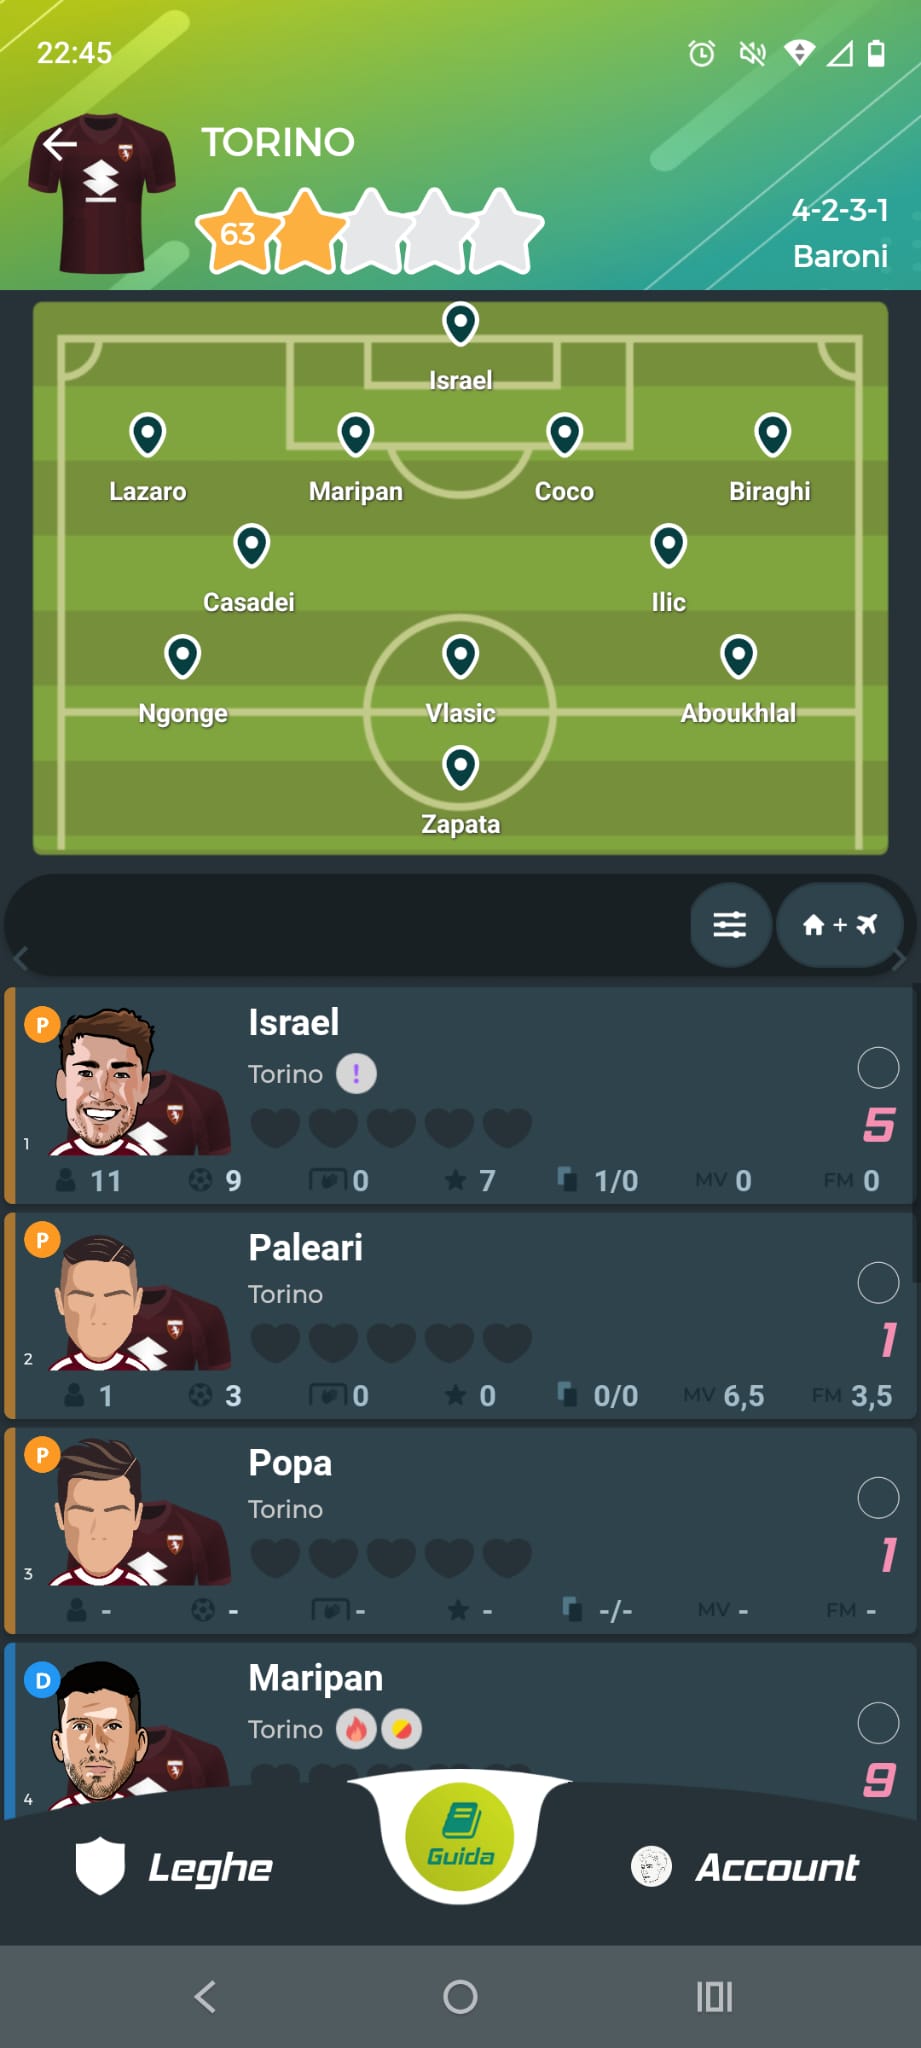 22:45
TORINO
63
4-2-3-1
Baroni
Israel
Lazaro Maripan Coco Biraghi
Casadei Ilic
Ngonge Vlasic Aboukhlal
Zapata
+
P Israel
Torino !
1 5
11 9 0 7 1/0 MV 0 FM 0
P Paleari
Torino
2 1
1 3 0 0 0/0 MV 6,5 FM 3,5
P Popa
Torino
3 1
- - - - -/- MV - FM -
D Maripan
Torino
4 9
Leghe Guida Account